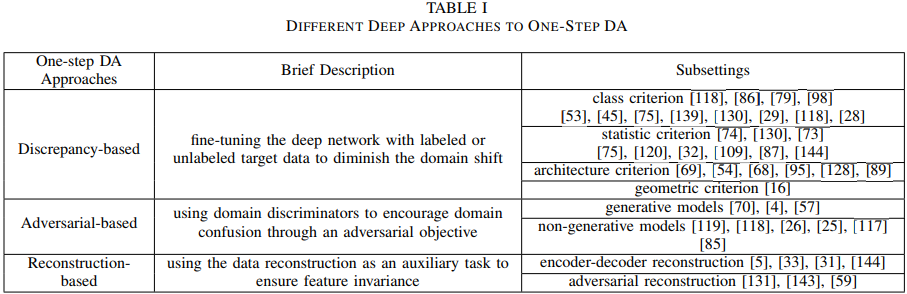 TABLE I
DIFFERENT DEEP APPROACHES TO ONE-STEP DA
One-step DA
Approaches
Brief Description
Subsettings
Discrepancy-based
fine-tuning the deep network with labeled or
unlabeled target data to diminish the domain shift
class criterion [118], [86], [79], [98]
[53], [45], [75], [139], [130], [29], [118], [28]
statistic criterion [74], [130], [73]
[75], [120], [32], [109], [87], [144]
architecture criterion [69], [54], [68], [95], [128], [89]
geometric criterion [16]
Adversarial-based
using domain discriminators to encourage domain
confusion through an adversarial objective
generative models [70], [4], [57]
non-generative models [119], [118], [26], [25], [117]
[85]
Reconstruction-
based
using the data reconstruction as an auxiliary task to
ensure feature invariance
encoder-decoder reconstruction [5], [33], [31], [144]
adversarial reconstruction [131], [143], [59]